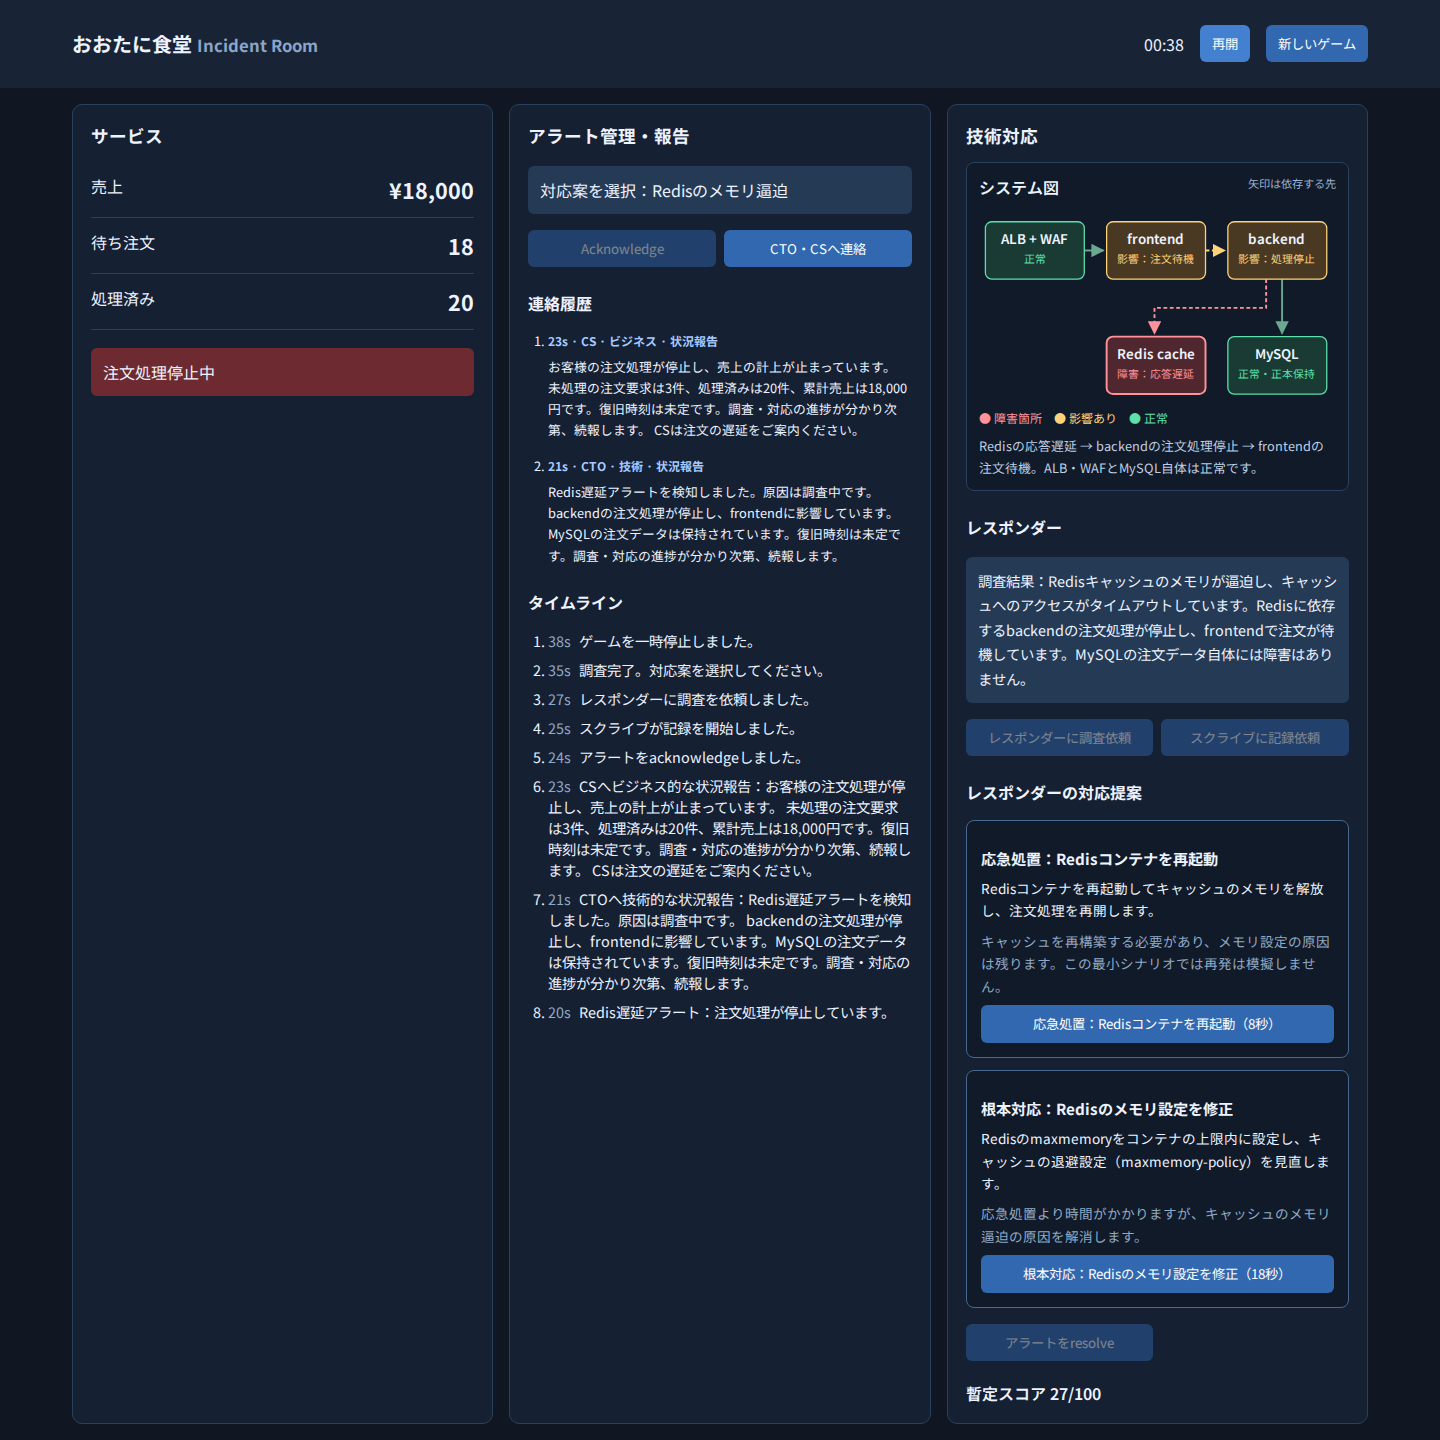 おおたに食堂 Incident Room
00:38
再開
新しいゲーム
サービス
売上
¥18,000
待ち注文
18
処理済み
20
注文処理停止中
アラート管理・報告
対応案を選択：Redisのメモリ逼迫
Acknowledge
CTO・CSへ連絡
連絡履歴
1. 23s · CS · ビジネス · 状況報告
お客様の注文処理が停止し、売上の計上が止まっています。
未処理の注文要求は3件、処理済みは20件、累計売上は18,000
円です。復旧時刻は未定です。調査・対応の進捗が分かり次
第、続報します。 CSは注文の遅延をご案内ください。
2. 21s · CTO · 技術 · 状況報告
Redis遅延アラートを検知しました。原因は調査中です。
backendの注文処理が停止し、frontendに影響しています。
MySQLの注文データは保持されています。復旧時刻は未定で
す。調査・対応の進捗が分かり次第、続報します。
タイムライン
1. 38s ゲームを一時停止しました。
2. 35s 調査完了。対応案を選択してください。
3. 27s レスポンダーに調査を依頼しました。
4. 25s スクライブが記録を開始しました。
5. 24s アラートをacknowledgeしました。
6. 23s CSへビジネス的な状況報告：お客様の注文処理が停
止し、売上の計上が止まっています。 未処理の注文要求
は3件、処理済みは20件、累計売上は18,000円です。復旧
時刻は未定です。調査・対応の進捗が分かり次第、続報し
ます。 CSは注文の遅延をご案内ください。
7. 21s CTOへ技術的な状況報告：Redis遅延アラートを検知
しました。原因は調査中です。 backendの注文処理が停
止し、frontendに影響しています。MySQLの注文データ
は保持されています。復旧時刻は未定です。調査・対応の
進捗が分かり次第、続報します。
8. 20s Redis遅延アラート：注文処理が停止しています。
技術対応
システム図
矢印は依存する先
ALB + WAF
正常
frontend
影響：注文待機
backend
影響：処理停止
Redis cache
障害：応答遅延
MySQL
正常・正本保持
障害箇所
影響あり
正常
Redisの応答遅延 → backendの注文処理停止 → frontendの
注文待機。ALB・WAFとMySQL自体は正常です。
レスポンダー
調査結果：Redisキャッシュのメモリが逼迫し、キャッシ
ュへのアクセスがタイムアウトしています。Redisに依存
するbackendの注文処理が停止し、frontendで注文が待
機しています。MySQLの注文データ自体には障害はあり
ません。
レスポンダーに調査依頼
スクライブに記録依頼
レスポンダーの対応提案
応急処置：Redisコンテナを再起動
Redisコンテナを再起動してキャッシュのメモリを解放
し、注文処理を再開します。
キャッシュを再構築する必要があり、メモリ設定の原因
は残ります。この最小シナリオでは再発は模擬しませ
ん。
応急処置：Redisコンテナを再起動（8秒）
根本対応：Redisのメモリ設定を修正
Redisのmaxmemoryをコンテナの上限内に設定し、キ
ャッシュの退避設定（maxmemory-policy）を見直しま
す。
応急処置より時間がかかりますが、キャッシュのメモリ
逼迫の原因を解消します。
根本対応：Redisのメモリ設定を修正（18秒）
アラートをresolve
暫定スコア 27/100